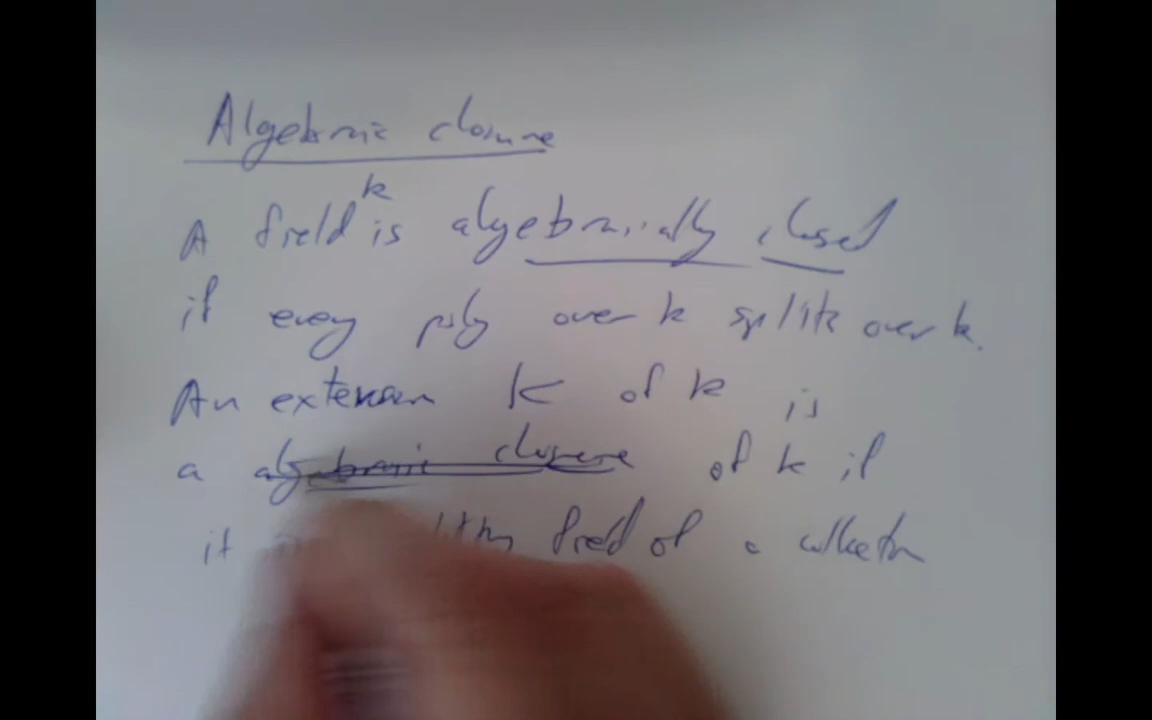 Algebraic closure
A field k is algebraically closed
if every poly over k splits over k.
An extension K of k is
a algebraic closure of k if
it field of a collection